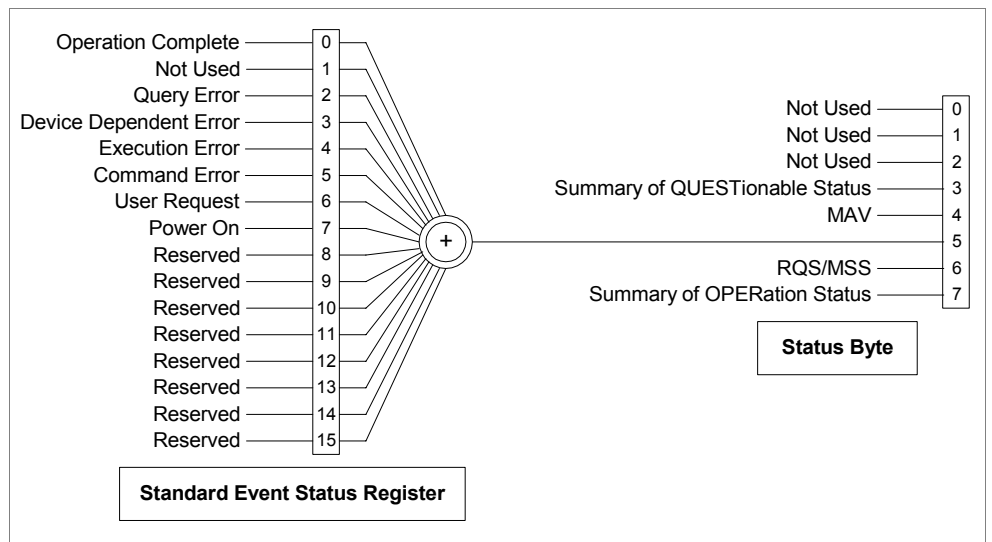 Operation Complete 0
Not Used 1
Query Error 2
Device Dependent Error 3
Execution Error 4
Command Error 5
User Request 6
Power On 7
Reserved 8
Reserved 9
Reserved 10
Reserved 11
Reserved 12
Reserved 13
Reserved 14
Reserved 15
Standard Event Status Register
+
Not Used 0
Not Used 1
Not Used 2
Summary of QUEStionable Status 3
MAV 4
5
RQS/MSS 6
Summary of OPERation Status 7
Status Byte